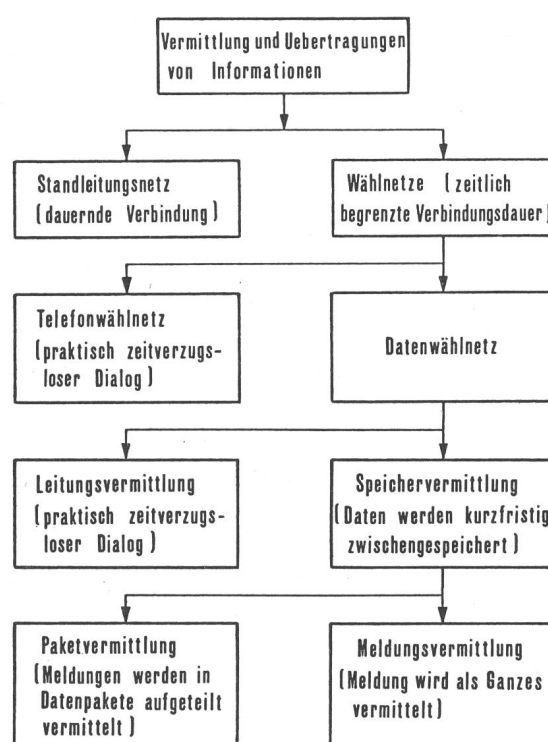 Vermittlung und Uebertragungen
von Informationen
Standleitungsnetz
(dauernde Verbindung)
Wählnetze (zeitlich
begrenzte Verbindungsdauer)
Telefonwählnetz
(praktisch zeitverzugs-
loser Dialog)
Datenwählnetz
Leitungsvermittlung
(praktisch zeitverzugs-
loser Dialog)
Speichervermittlung
(Daten werden kurzfristig
zwischengespeichert)
Paketvermittlung
(Meldungen werden in
Datenpakete aufgeteilt
vermittelt)
Meldungsvermittlung
(Meldung wird als Ganzes
vermittelt)